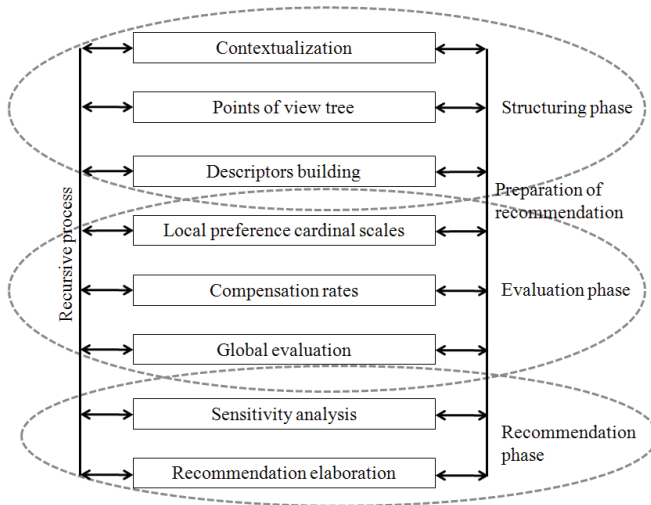 Contextualization
Points of view tree
Structuring phase
Descriptors building
Preparation of
recommendation
Recursive process
Local preference cardinal scales
Compensation rates
Evaluation phase
Global evaluation
Sensitivity analysis
Recommendation
phase
Recommendation elaboration